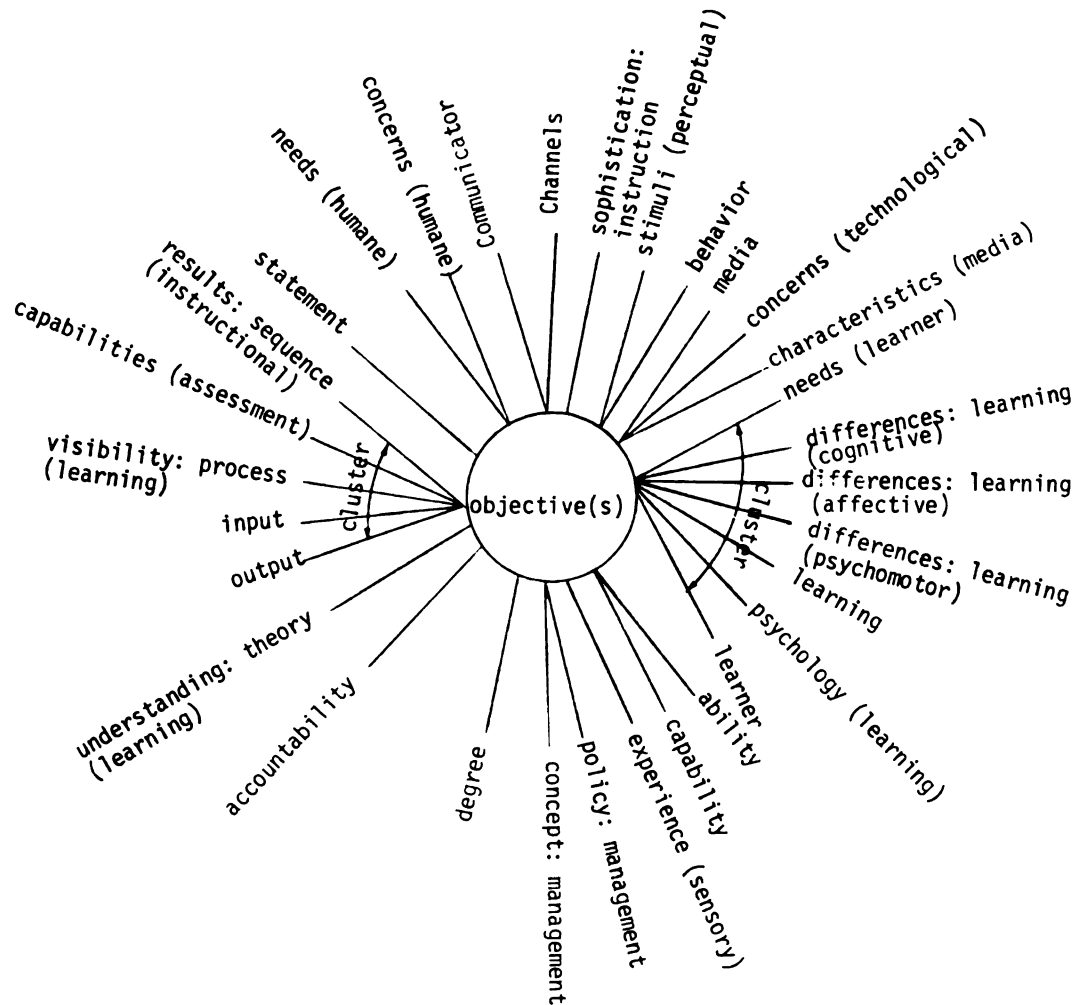 Channels
sophistication:
instruction
stimuli (perceptual)
behavior
media
concerns (technological)
characteristics (media)
needs (learner)
differences: learning
(cognitive)
differences: learning
(affective)
differences: learning
(psychomotor)
learning
psychology (learning)
learner
ability
capability
experience (sensory)
policy: management
concept: management
degree
accountability
understanding: theory
(learning)
output
input
visibility: process
(learning)
capabilities (assessment)
results: sequence
(instructional)
statement
needs (humane)
concerns (humane)
Communicator
cluster
objective(s)
cluster